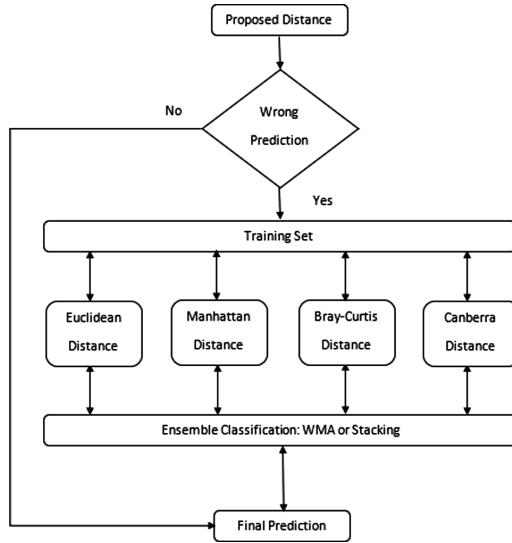 Proposed Distance
No
Wrong
Prediction
Yes
Training Set
Euclidean
Distance
Manhattan
Distance
Bray-Curtis
Distance
Canberra
Distance
Ensemble Classification: WMA or Stacking
Final Prediction